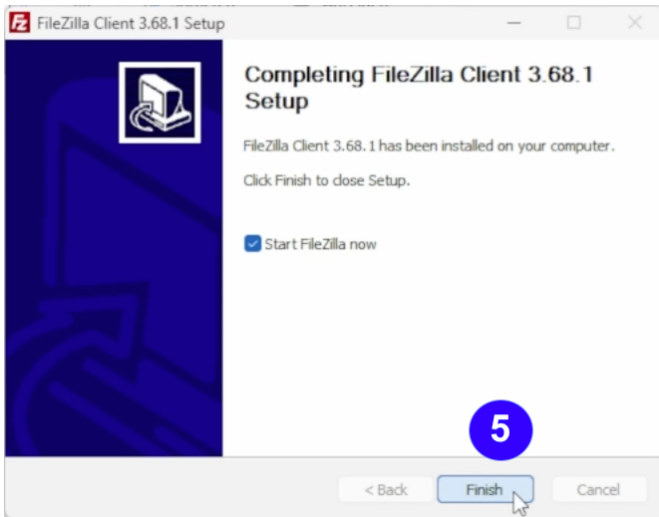 FileZilla Client 3.68.1 Setup
Completing FileZilla Client 3.68.1
Setup
FileZilla Client 3.68.1 has been installed on your computer.
Click Finish to close Setup.
Start FileZilla now
5
< Back Finish Cancel